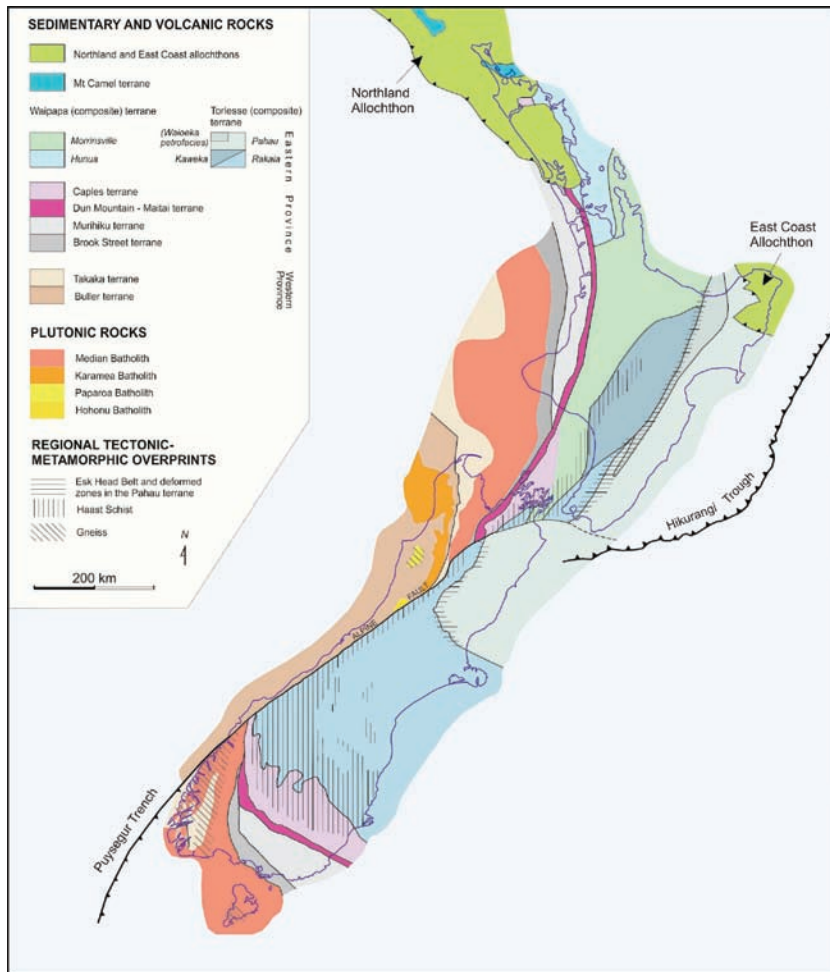 SEDIMENTARY AND VOLCANIC ROCKS
Northland and East Coast allochthons
Mt Camel terrane
Waipapa (composite) terrane
Torlesse (composite)
terrane
Morrinsville
Hunua
(Waioeka
petrofacies)
Pahau
Kaweka
Rakaia
Eastern Province
Caples terrane
Dun Mountain - Maitai terrane
Murihiku terrane
Brook Street terrane
Western
Province
Takaka terrane
Buller terrane
PLUTONIC ROCKS
Median Batholith
Karamea Batholith
Paparoa Batholith
Hohonu Batholith
REGIONAL TECTONIC-
METAMORPHIC OVERPRINTS
Esk Head Belt and deformed
zones in the Pahau terrane
Haast Schist
Gneiss
N
200 km
Northland
Allochthon
East Coast
Allochthon
Hikurangi Trough
ALPINE FAULT
Puysegur Trench